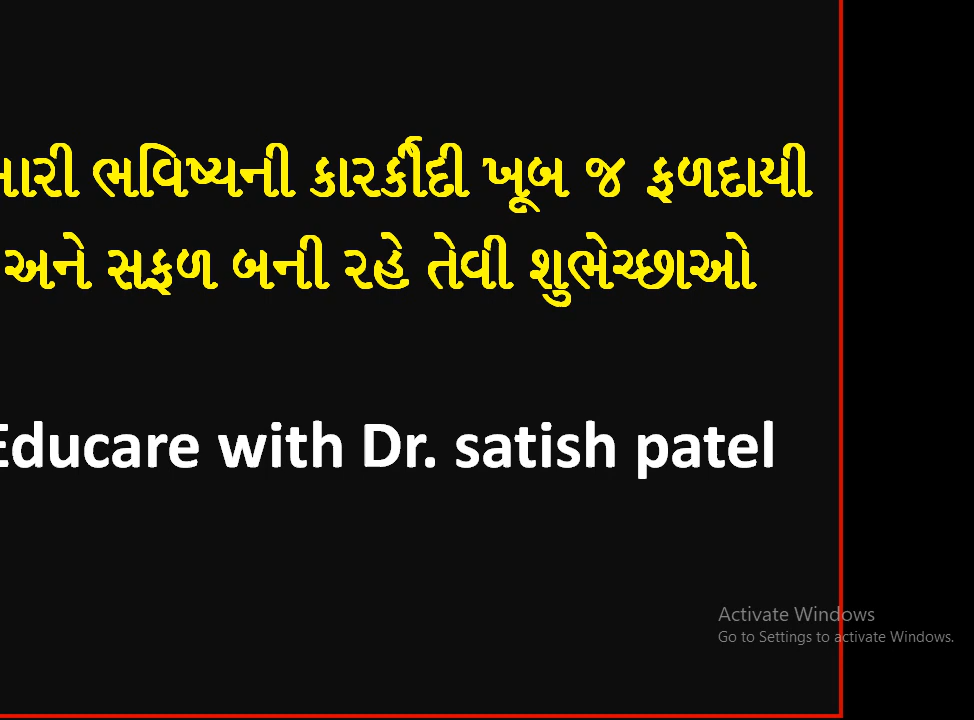 ભવિષ્યની કારર્કીદી ખૂબ જ ફળદાયી
અને સફળ બની રહે તેવી શુભેચ્છાઓ
Educare with Dr. satish patel
Activate Windows
Go to Settings to activate Windows.